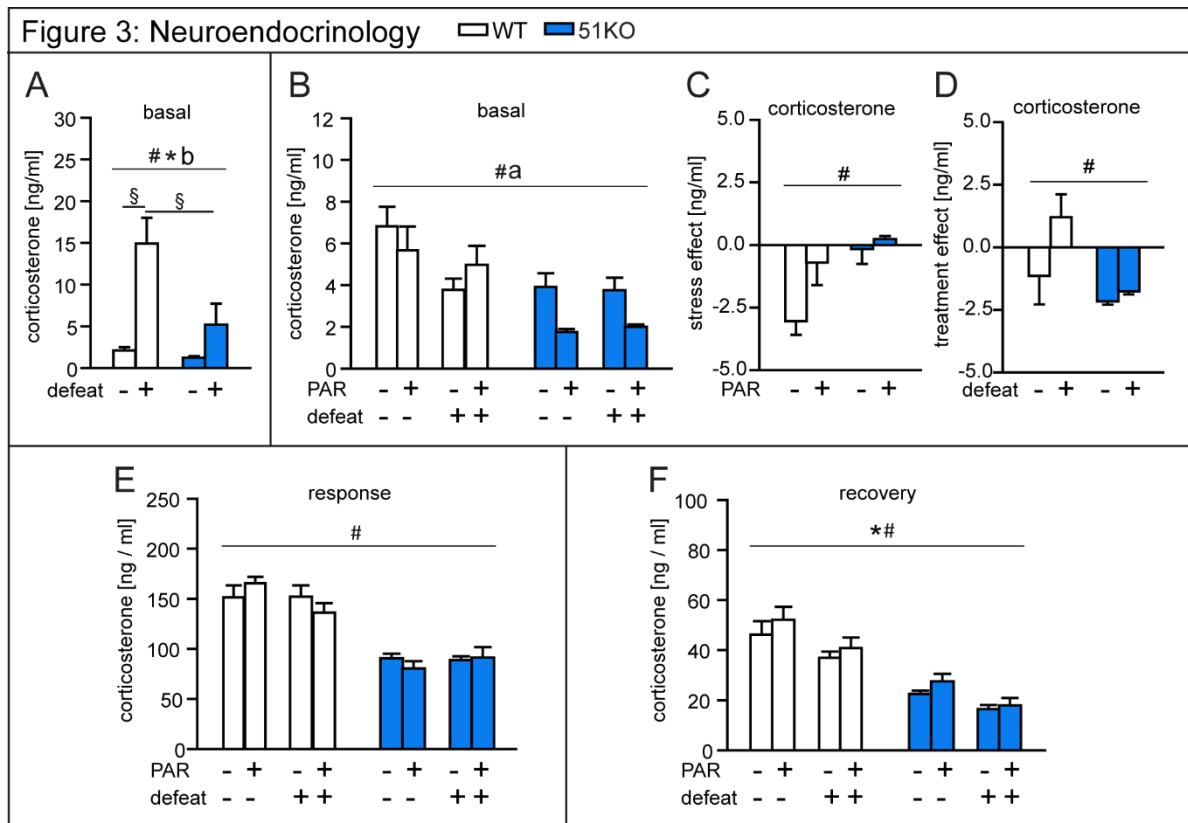 Figure 3: Neuroendocrinology WT 51KO
A
basal
corticosterone [ng/ml]
30
25
20
15
10
5
0
# * b
§ §
defeat - + - +
B
basal
corticosterone [ng/ml]
12
10
8
6
4
2
0
#a
PAR - + - + - + - +
defeat - - + + - - + +
C
corticosterone
stress effect [ng/ml]
5.0
2.5
0.0
-2.5
-5.0
#
PAR - + - +
D
corticosterone
treatment effect [ng/ml]
5.0
2.5
0.0
-2.5
-5.0
#
defeat - + - +
E
response
corticosterone [ng / ml]
250
200
150
100
50
0
#
PAR - + - + - + - +
defeat - - + + - - + +
F
recovery
corticosterone [ng / ml]
100
80
60
40
20
0
*#
PAR - + - + - + - +
defeat - - + + - - + +